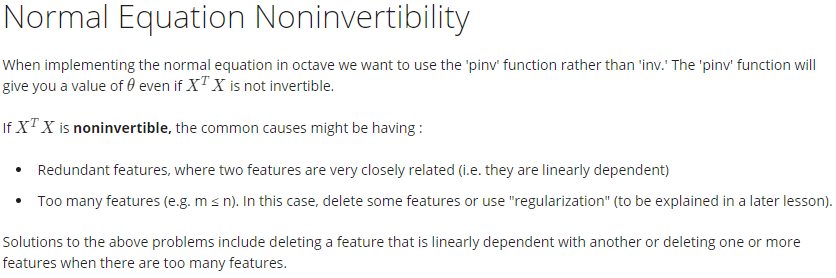 Normal Equation Noninvertibility
When implementing the normal equation in octave we want to use the 'pinv' function rather than 'inv.' The 'pinv' function will
give you a value of θ even if XᵀX is not invertible.
If XᵀX is noninvertible, the common causes might be having :
• Redundant features, where two features are very closely related (i.e. they are linearly dependent)
• Too many features (e.g. m ≤ n). In this case, delete some features or use "regularization" (to be explained in a later lesson).
Solutions to the above problems include deleting a feature that is linearly dependent with another or deleting one or more
features when there are too many features.